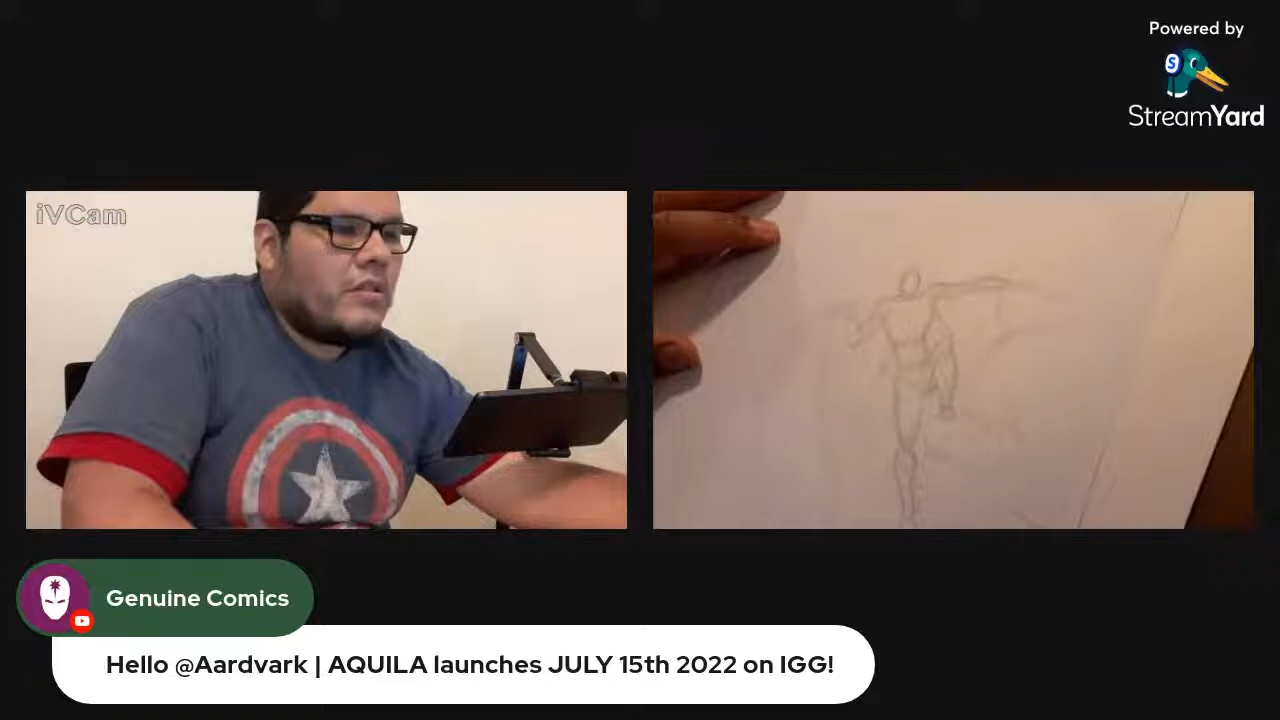 Powered by
S
StreamYard
iVCam
Genuine Comics
Hello @Aardvark | AQUILA launches JULY 15th 2022 on IGG!